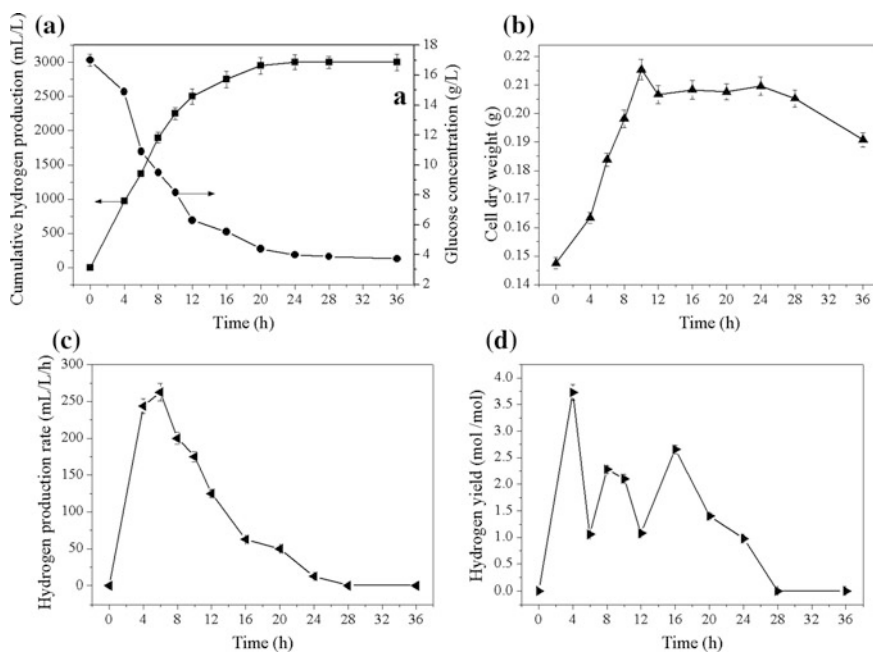 (a)
Cumulative hydrogen production (mL/L)
3000
2500
2000
1500
1000
500
0
18
16
14
12
10
8
6
4
2
Glucose concentration (g/L)
a
0 4 8 12 16 20 24 28 32 36
Time (h)
(b)
Cell dry weight (g)
0.22
0.21
0.20
0.19
0.18
0.17
0.16
0.15
0.14
0 4 8 12 16 20 24 28 32 36
Time (h)
(c)
Hydrogen production rate (mL/L/h)
300
250
200
150
100
50
0
0 4 8 12 16 20 24 28 32 36
Time (h)
(d)
Hydrogen yield (mol /mol)
4.0
3.5
3.0
2.5
2.0
1.5
1.0
0.5
0.0
0 4 8 12 16 20 24 28 32 36
Time (h)